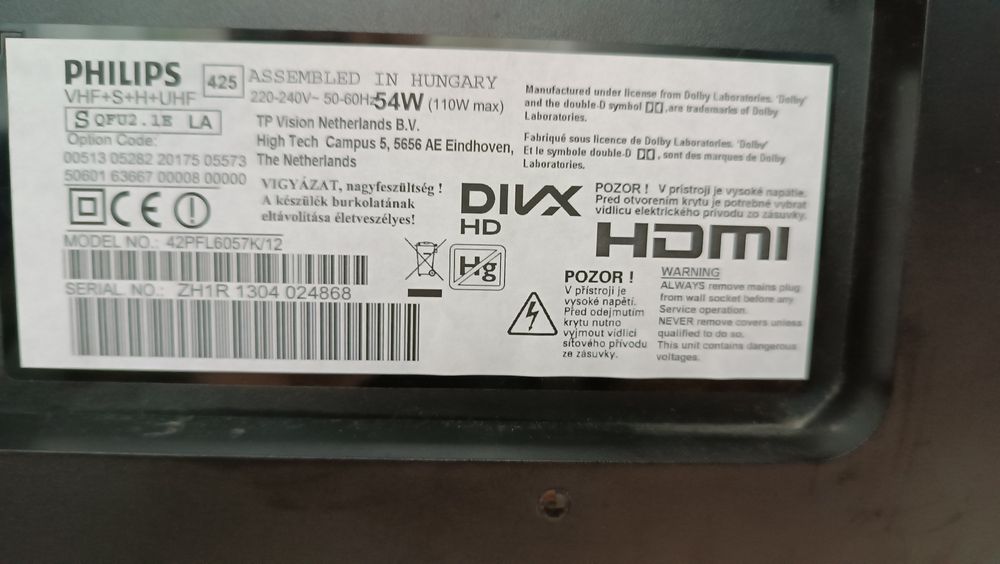 PHILIPS
425
ASSEMBLED IN HUNGARY
VHF+S+H+UHF
220-240V~ 50-60Hz 54W (110W max)
S QFU2.1E LA
TP Vision Netherlands B.V.
High Tech Campus 5, 5656 AE Eindhoven,
The Netherlands
Option Code:
00513 05282 20175 05573
50601 63667 00008 00000
Manufactured under license from Dolby Laboratories. 'Dolby'
and the double-D symbol, are trademarks of Dolby
Laboratories.
Fabriqué sous licence de Dolby Laboratories. 'Dolby'
Et le symbole double-D, sont des marques de Dolby
Laboratories.
CE
VIGYÁZAT, nagyfeszültség !
A készülék burkolatának
eltávolítása életveszélyes!
DIVX
HD
POZOR ! V prístroji je vysoké napätie.
Pred otvorením krytu je potrebné vybrat
vidlicu elektrického prívodu zo zásuvky.
HDMI
MODEL NO.: 42PFL6057K/12
SERIAL NO.: ZH1R 1304 024868
Hg
POZOR !
V přístroji je
vysoké napětí.
Před odejmutím
krytu nutno
vyjmout vidlici
síťového přívodu
ze zásuvky.
WARNING
ALWAYS remove mains plug
from wall socket before any
Service operation.
NEVER remove covers unless
qualified to do so.
This unit contains dangerous
voltages.